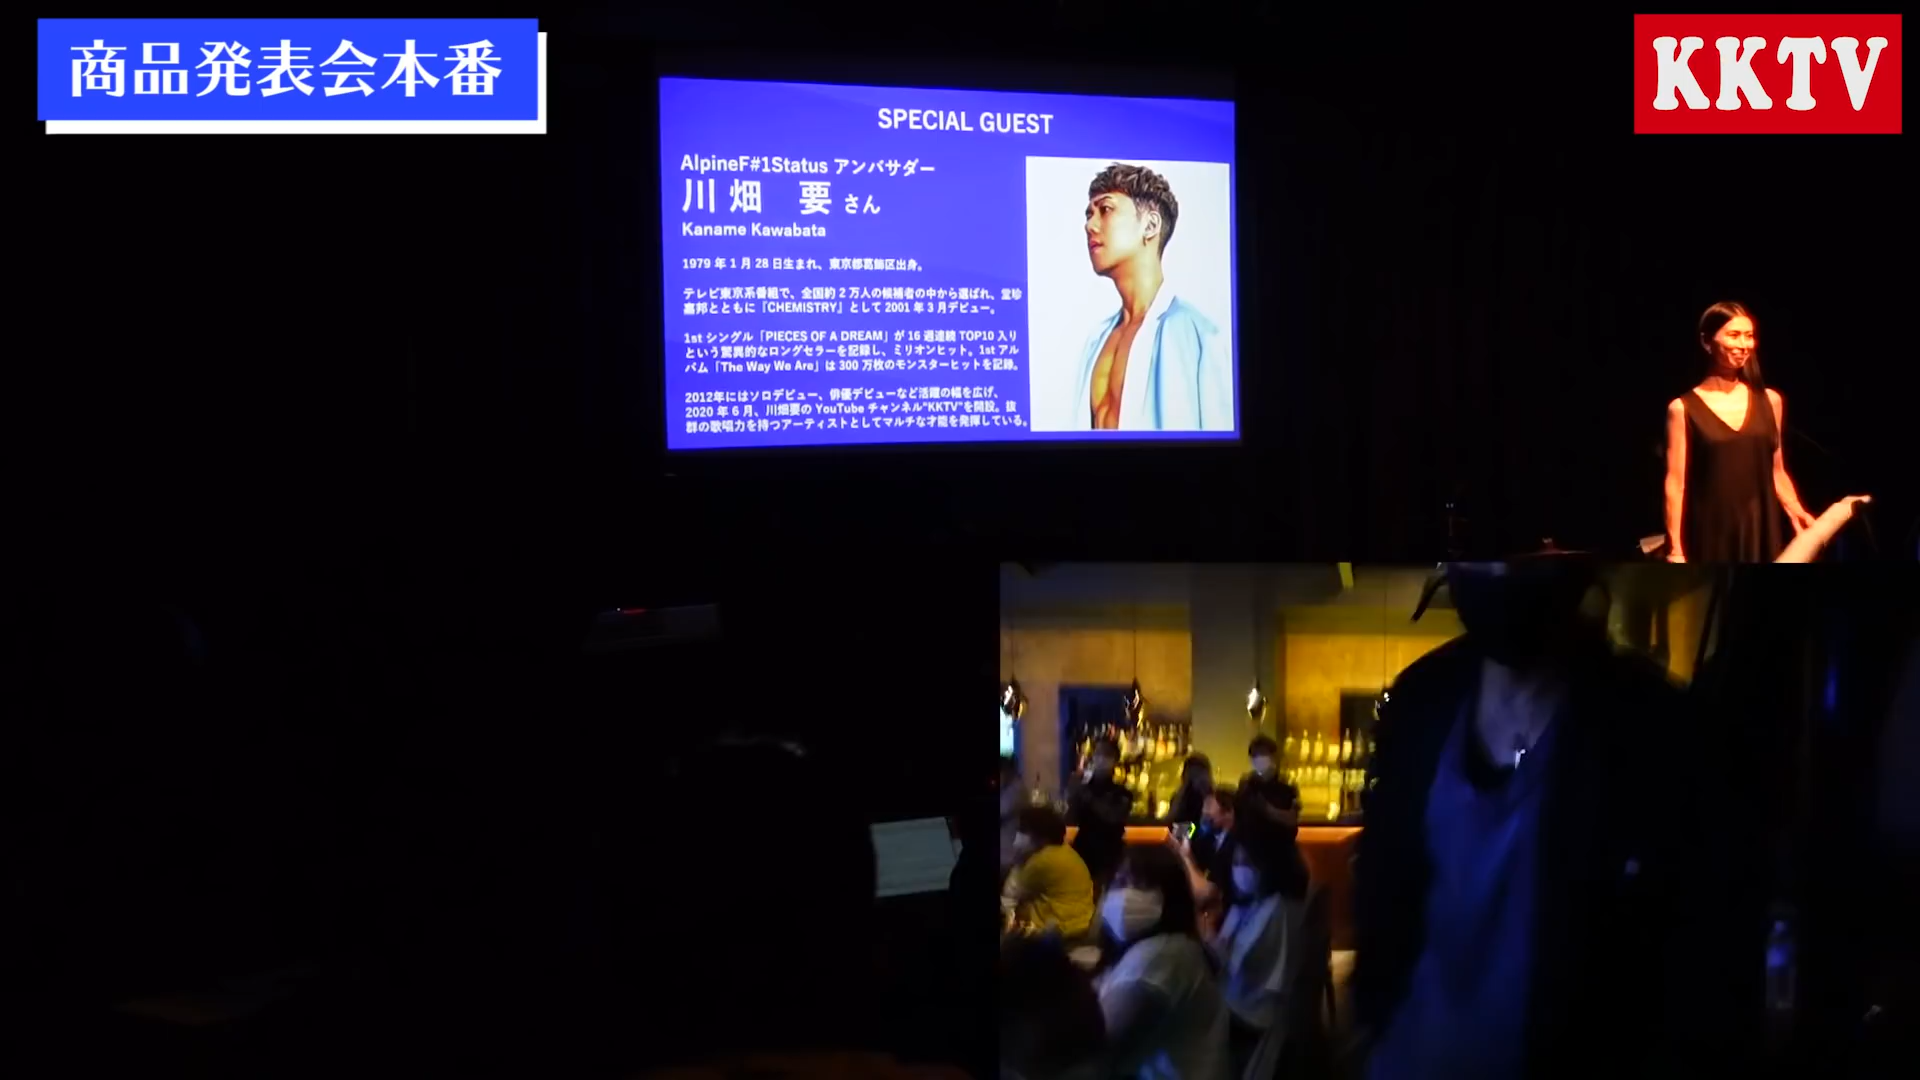 商品発表会本番
KKTV
SPECIAL GUEST
AlpineF#1Status アンバサダー
川畑 要 さん
Kaname Kawabata
1979 年 1 月 28 日生まれ、東京都葛飾区出身。
テレビ東京系番組で、全国約 2 万人の候補者の中から選ばれ、堂珍
嘉邦とともに『CHEMISTRY』として 2001 年 3 月デビュー。
1st シングル「PIECES OF A DREAM」が 16 週連続 TOP10 入り
という驚異的なロングセラーを記録し、ミリオンヒット。1st アル
バム「The Way We Are」は 300 万枚のモンスターヒットを記録。
2012年にはソロデビュー、俳優デビューなど活躍の幅を広げ、
2020 年 6 月、川畑要の YouTube チャンネル"KKTV"を開設。抜
群の歌唱力を持つアーティストとしてマルチな才能を発揮している。